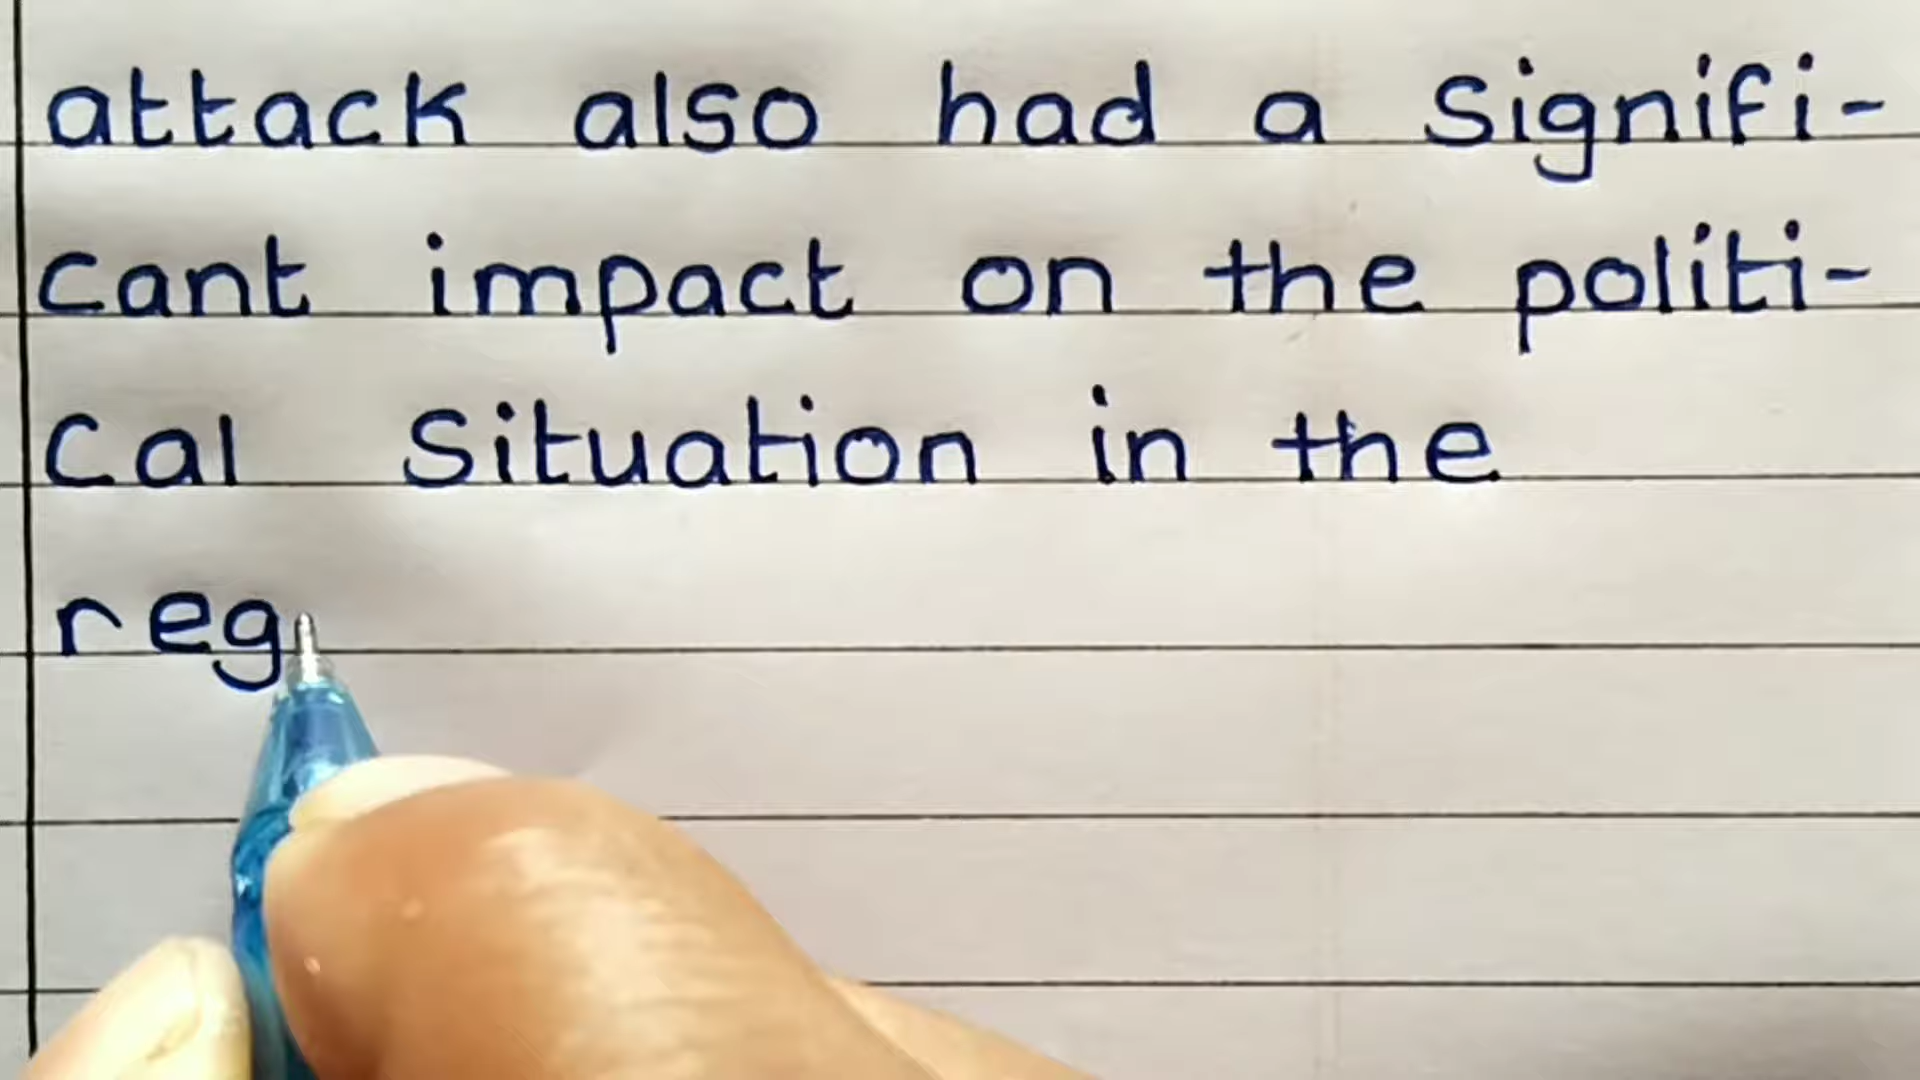 attack also had a signifi-
cant impact on the politi-
cal situation in the
reg